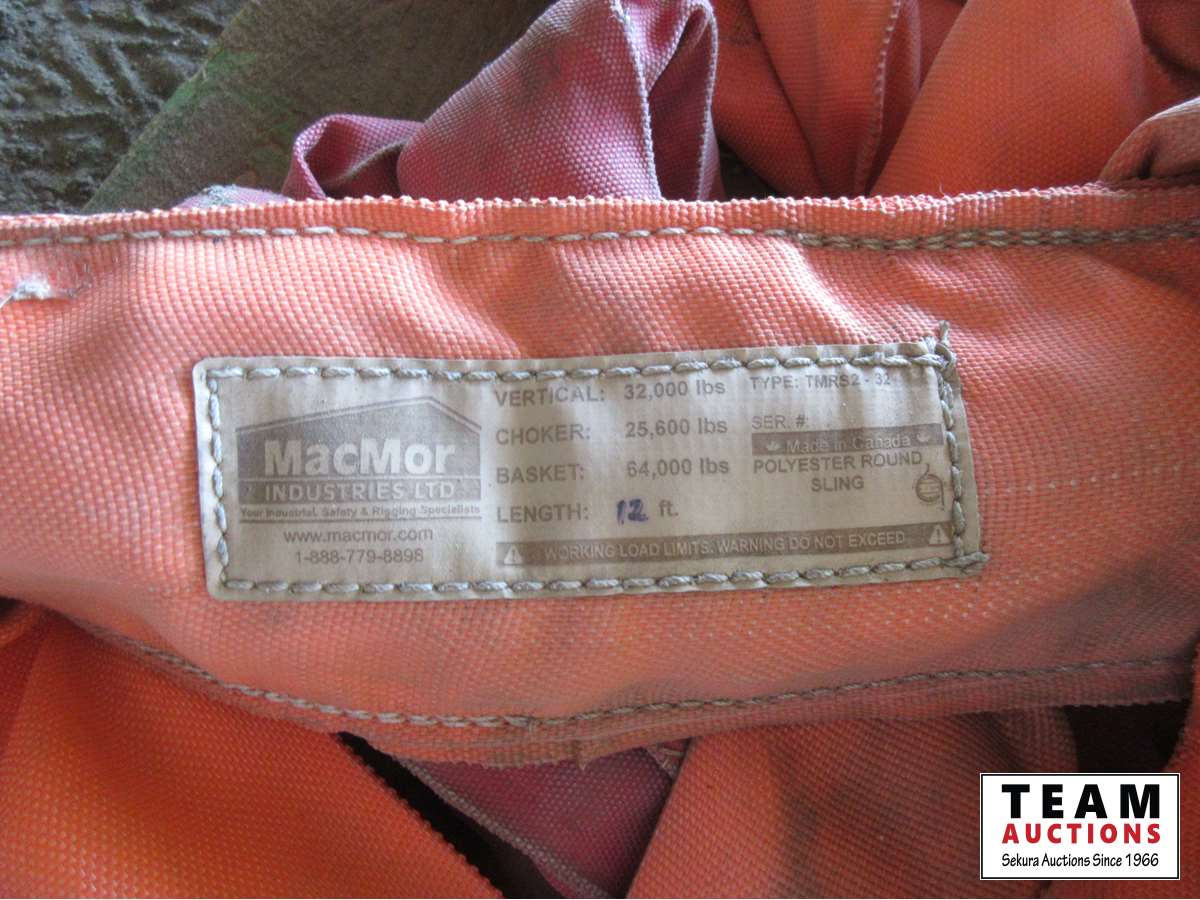 MacMor
INDUSTRIES LTD.
Your Industrial, Safety & Rigging Specialists
www.macmor.com
1-888-779-8898
VERTICAL: 32,000 lbs
CHOKER: 25,600 lbs
BASKET: 64,000 lbs
LENGTH: 12 ft.
TYPE: TMRS2 - 32
SER. #:
Made in Canada
POLYESTER ROUND
SLING
WORKING LOAD LIMITS. WARNING DO NOT EXCEED
TEAM
AUCTIONS
Sekura Auctions Since 1966